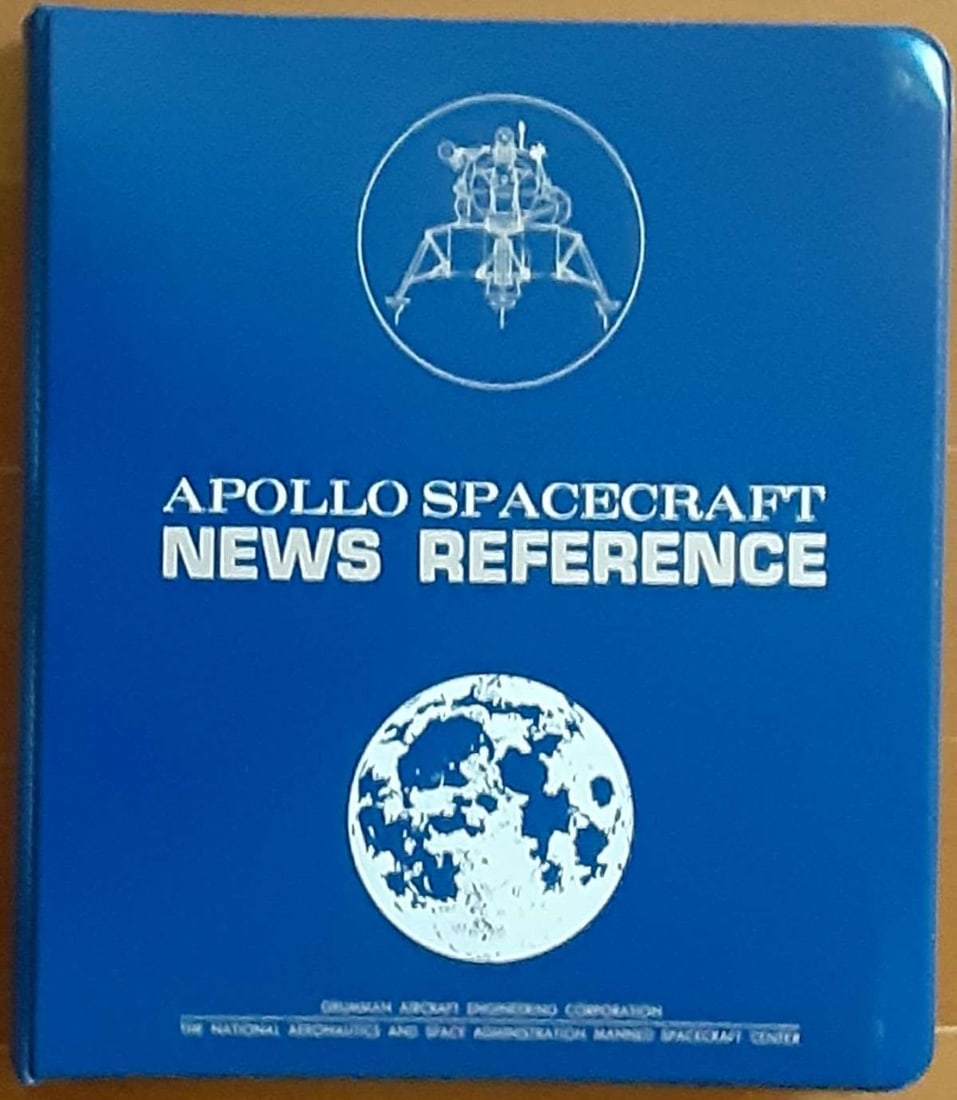 APOLLO SPACECRAFT
NEWS REFERENCE
GRUMMAN AIRCRAFT ENGINEERING CORPORATION
THE NATIONAL AERONAUTICS AND SPACE ADMINISTRATION MANNED SPACECRAFT CENTER